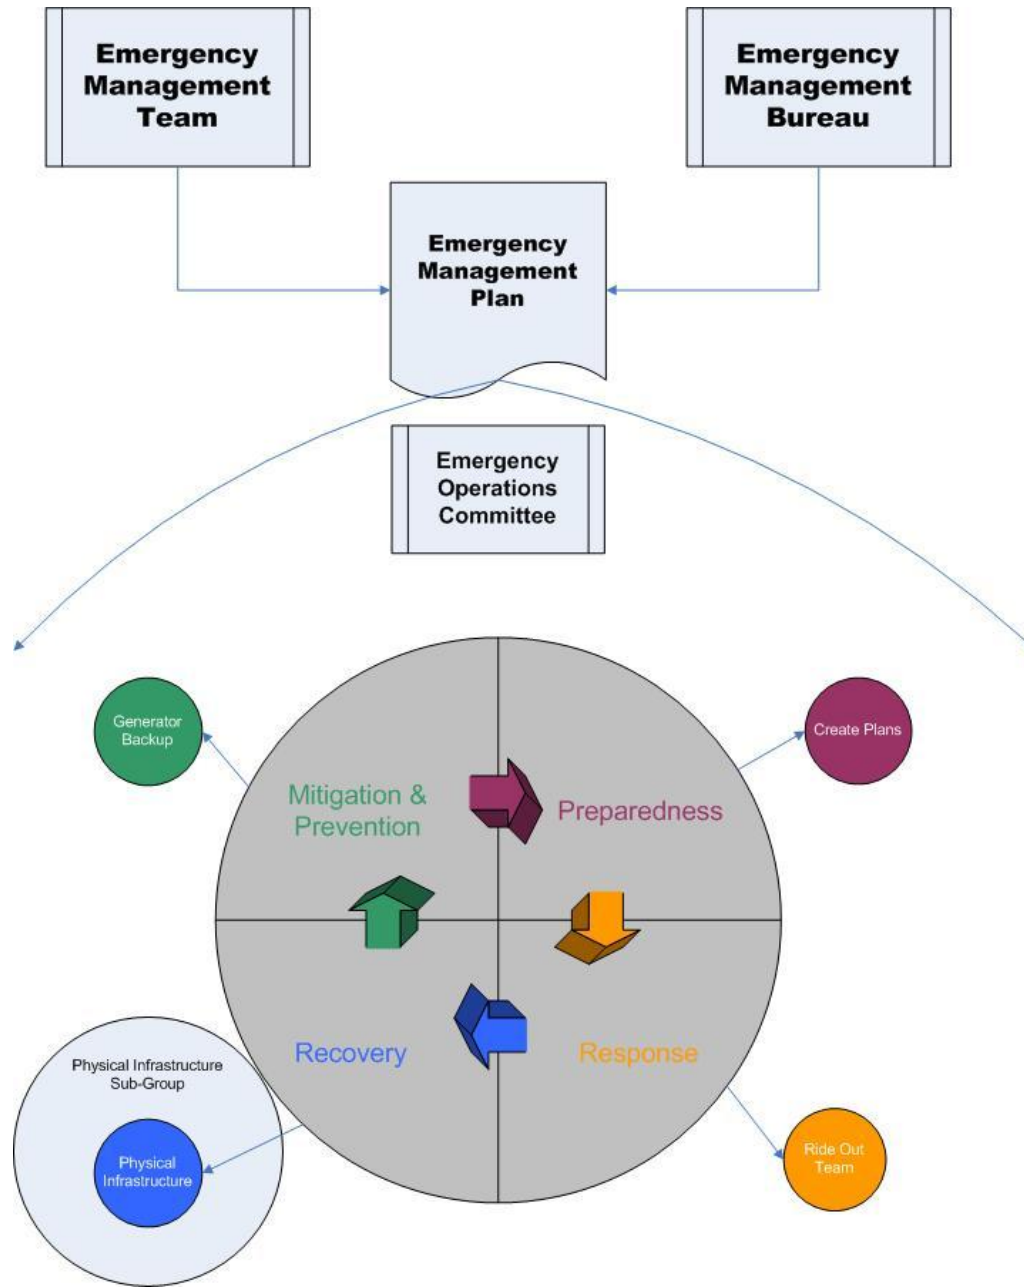 Emergency
Management
Team
Emergency
Management
Bureau
Emergency
Management
Plan
Emergency
Operations
Committee
Generator
Backup
Create Plans
Mitigation &
Prevention
Preparedness
Recovery
Response
Physical Infrastructure
Sub-Group
Physical
Infrastructure
Ride Out
Team